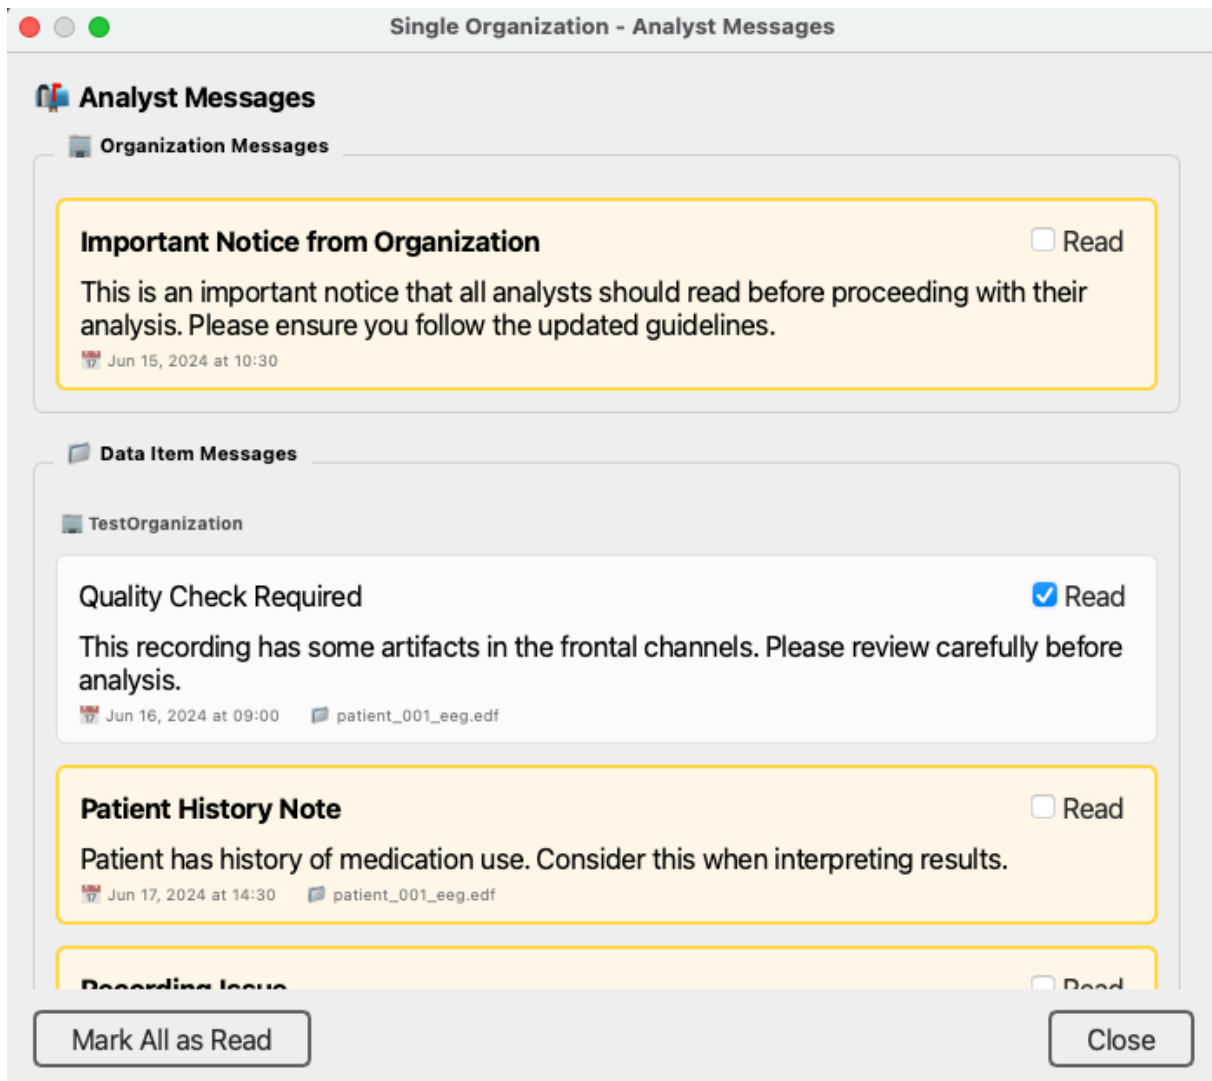 Single Organization - Analyst Messages
Analyst Messages
Organization Messages
Important Notice from Organization
Read
This is an important notice that all analysts should read before proceeding with their
analysis. Please ensure you follow the updated guidelines.
Jun 15, 2024 at 10:30
Data Item Messages
TestOrganization
Quality Check Required
Read
This recording has some artifacts in the frontal channels. Please review carefully before
analysis.
Jun 16, 2024 at 09:00 patient_001_eeg.edf
Patient History Note
Read
Patient has history of medication use. Consider this when interpreting results.
Jun 17, 2024 at 14:30 patient_001_eeg.edf
Recording Issue
Read
Mark All as Read
Close